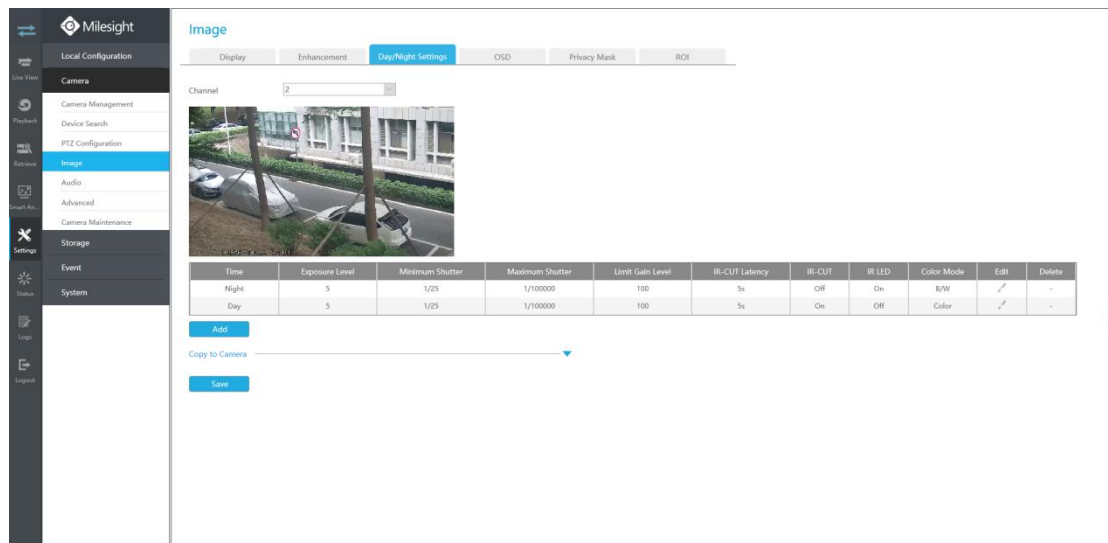 Milesight
Local Configuration
Live View
Camera
Camera Management
Playback
Device Search
PTZ Configuration
Retrieve
Image
Audio
Smart An...
Advanced
Camera Maintenance
Settings
Storage
Event
Status
System
Logs
Logout
Image
Display Enhancement Day/Night Settings OSD Privacy Mask ROI
Channel 2
Time Exposure Level Minimum Shutter Maximum Shutter Limit Gain Level IR-CUT Latency IR-CUT IR LED Color Mode Edit Delete
Night 5 1/25 1/100000 100 5s Off On B/W -
Day 5 1/25 1/100000 100 5s On Off Color -
Add
Copy to Camera
Save